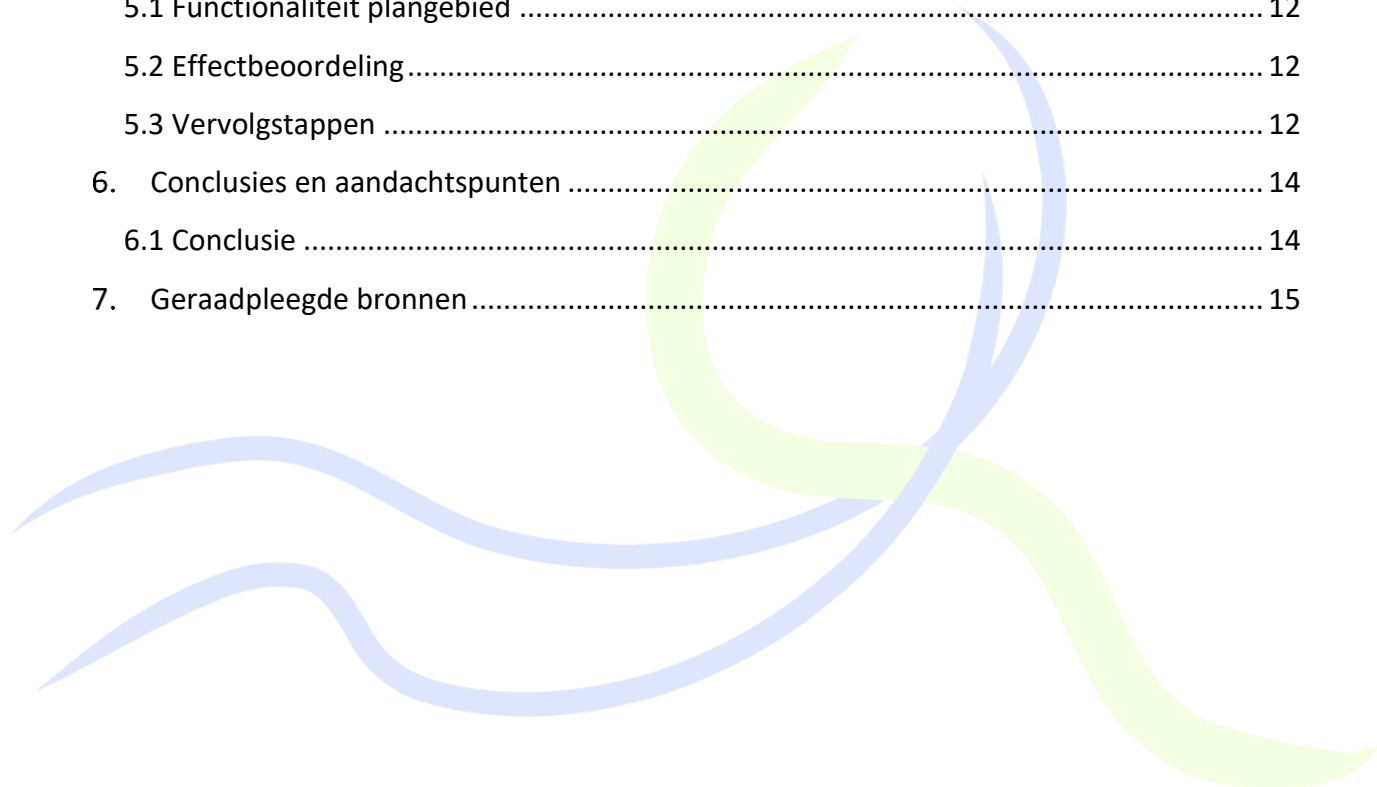 5.1 Functionaliteit plangebied .......... 12
5.2 Effectbeoordeling .......... 12
5.3 Vervolgstappen .......... 12
6. Conclusies en aandachtspunten .......... 14
6.1 Conclusie .......... 14
7. Geraadpleegde bronnen .......... 15